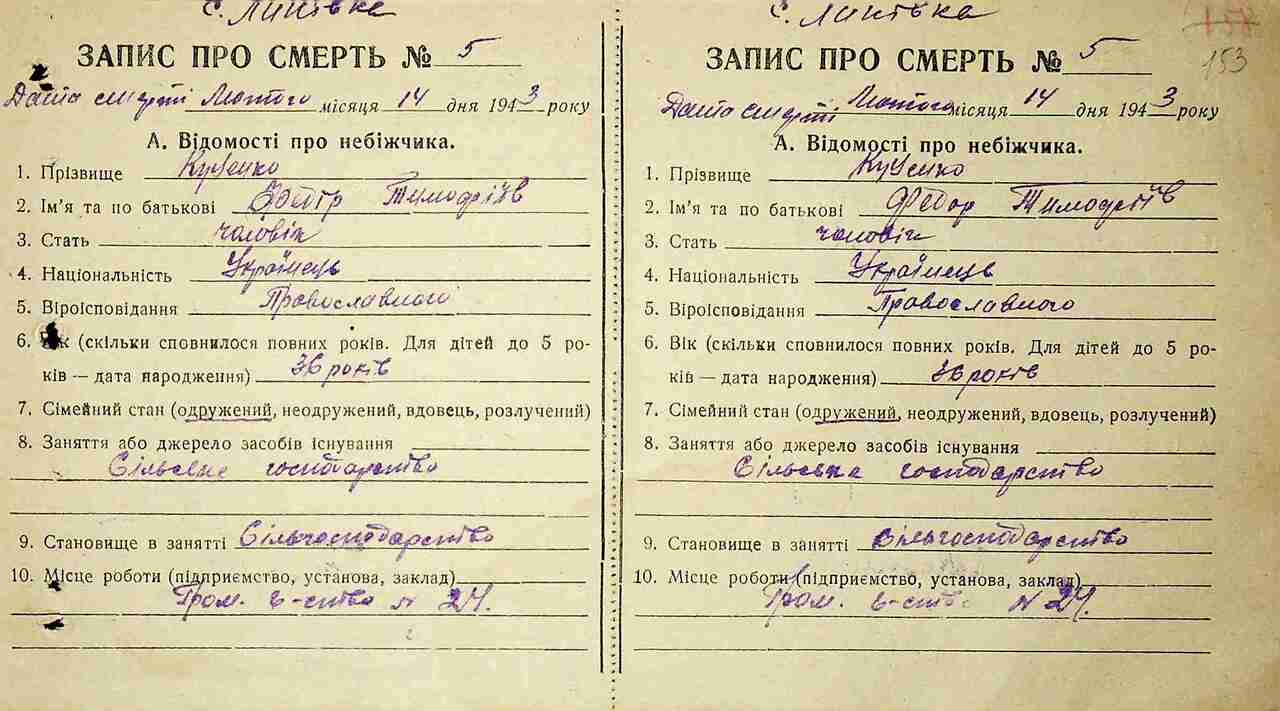 с. Липівка
ЗАПИС ПРО СМЕРТЬ № 5
Дата смерті Лютого місяця 14 дня 1943 року
А. Відомості про небіжчика.
1. Прізвище Куценко
2. Ім'я та по батькові Федір Тимофіїв
3. Стать чоловік
4. Національність Українець
5. Віроісповідання Православного
6. Вік (скільки сповнилося повних років. Для дітей до 5 ро-
ків — дата народження) 36 років
7. Сімейний стан (одружений, неодружений, вдовець, розлучений)
8. Заняття або джерело засобів існування
Сільське господарство
9. Становище в занятті Сільгосподарство
10. Місце роботи (підприємство, установа, заклад)
Гром. г-ство № 24.
с. Липівка
153
ЗАПИС ПРО СМЕРТЬ № 5
Дата смерті Лютого місяця 14 дня 1943 року
А. Відомості про небіжчика.
1. Прізвище Куценко
2. Ім'я та по батькові Федор Тимофіїв
3. Стать чоловік
4. Національність Українець
5. Віроісповідання Православного
6. Вік (скільки сповнилося повних років. Для дітей до 5 ро-
ків — дата народження) 36 років
7. Сімейний стан (одружений, неодружений, вдовець, розлучений)
8. Заняття або джерело засобів існування
Сільське господарство
9. Становище в занятті Сільгосподарство
10. Місце роботи (підприємство, установа, заклад)
Гром. г-ство № 24.